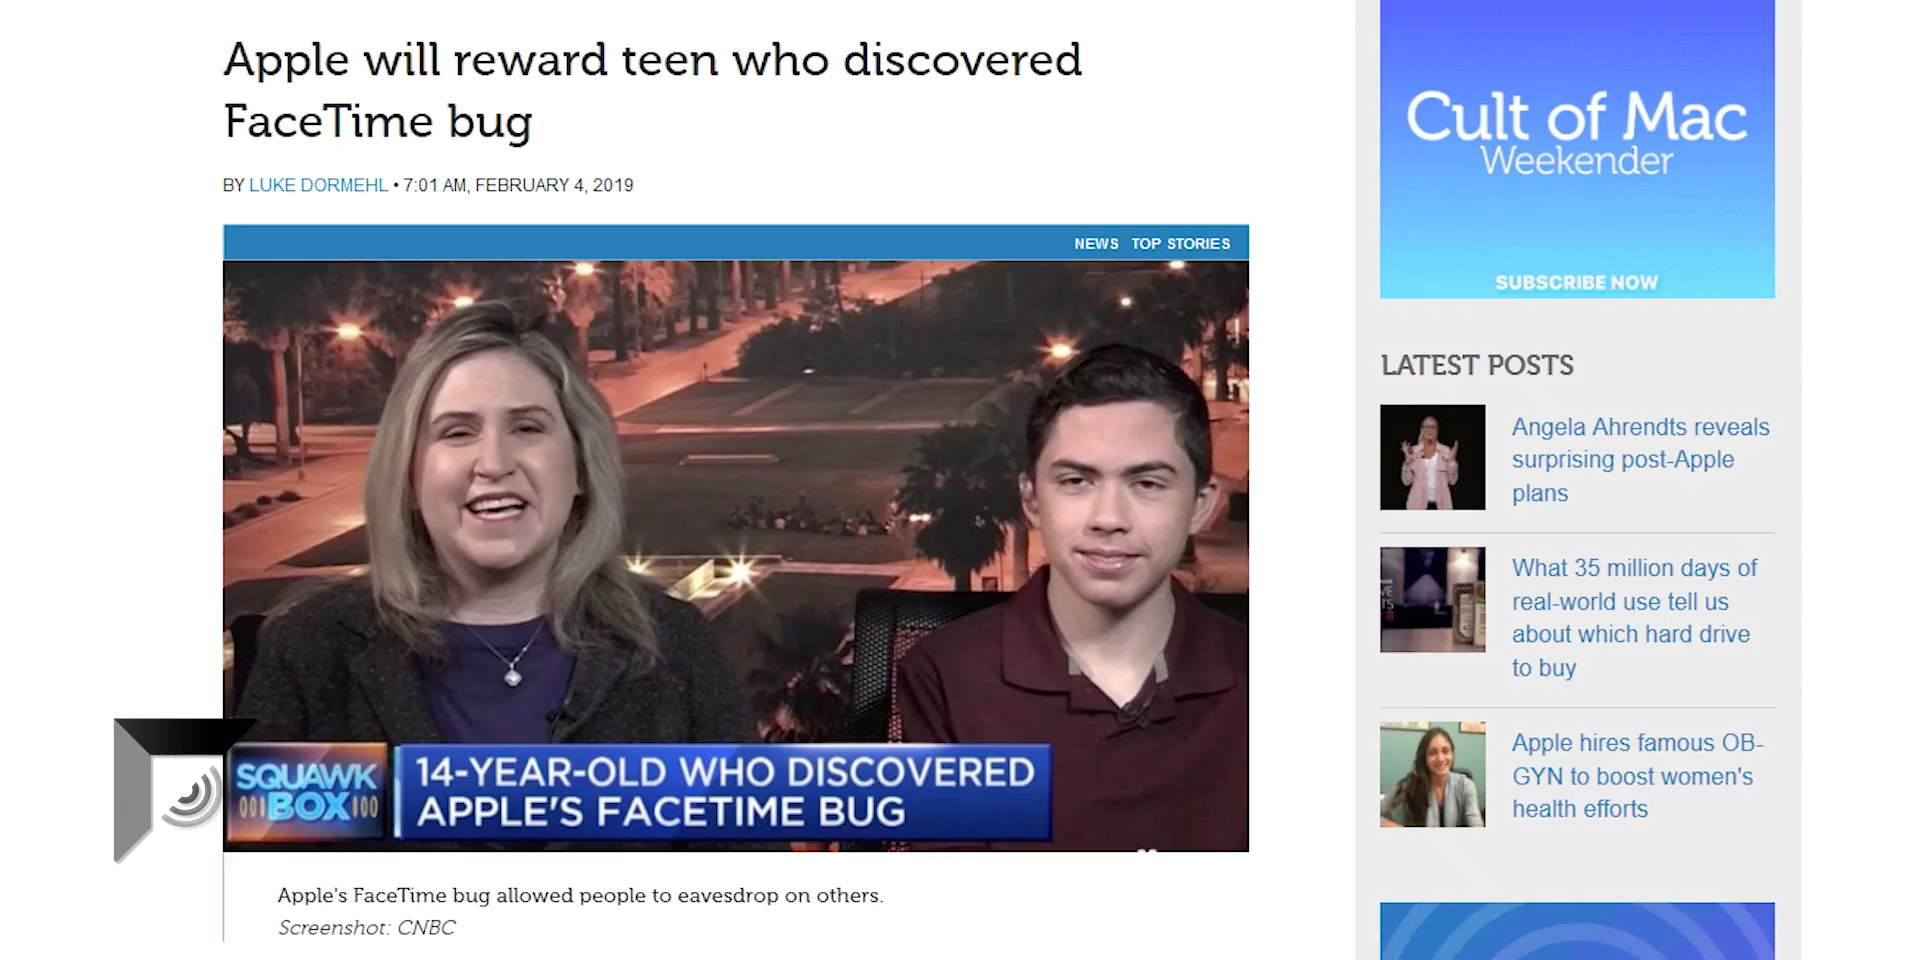 Apple will reward teen who discovered
FaceTime bug
BY LUKE DORMEHL • 7:01 AM, FEBRUARY 4, 2019
NEWS TOP STORIES
SQUAWK
BOX
14-YEAR-OLD WHO DISCOVERED
APPLE'S FACETIME BUG
Apple's FaceTime bug allowed people to eavesdrop on others.
Screenshot: CNBC
Cult of Mac
Weekender
SUBSCRIBE NOW
LATEST POSTS
Angela Ahrendts reveals
surprising post-Apple
plans
What 35 million days of
real-world use tell us
about which hard drive
to buy
Apple hires famous OB-
GYN to boost women's
health efforts